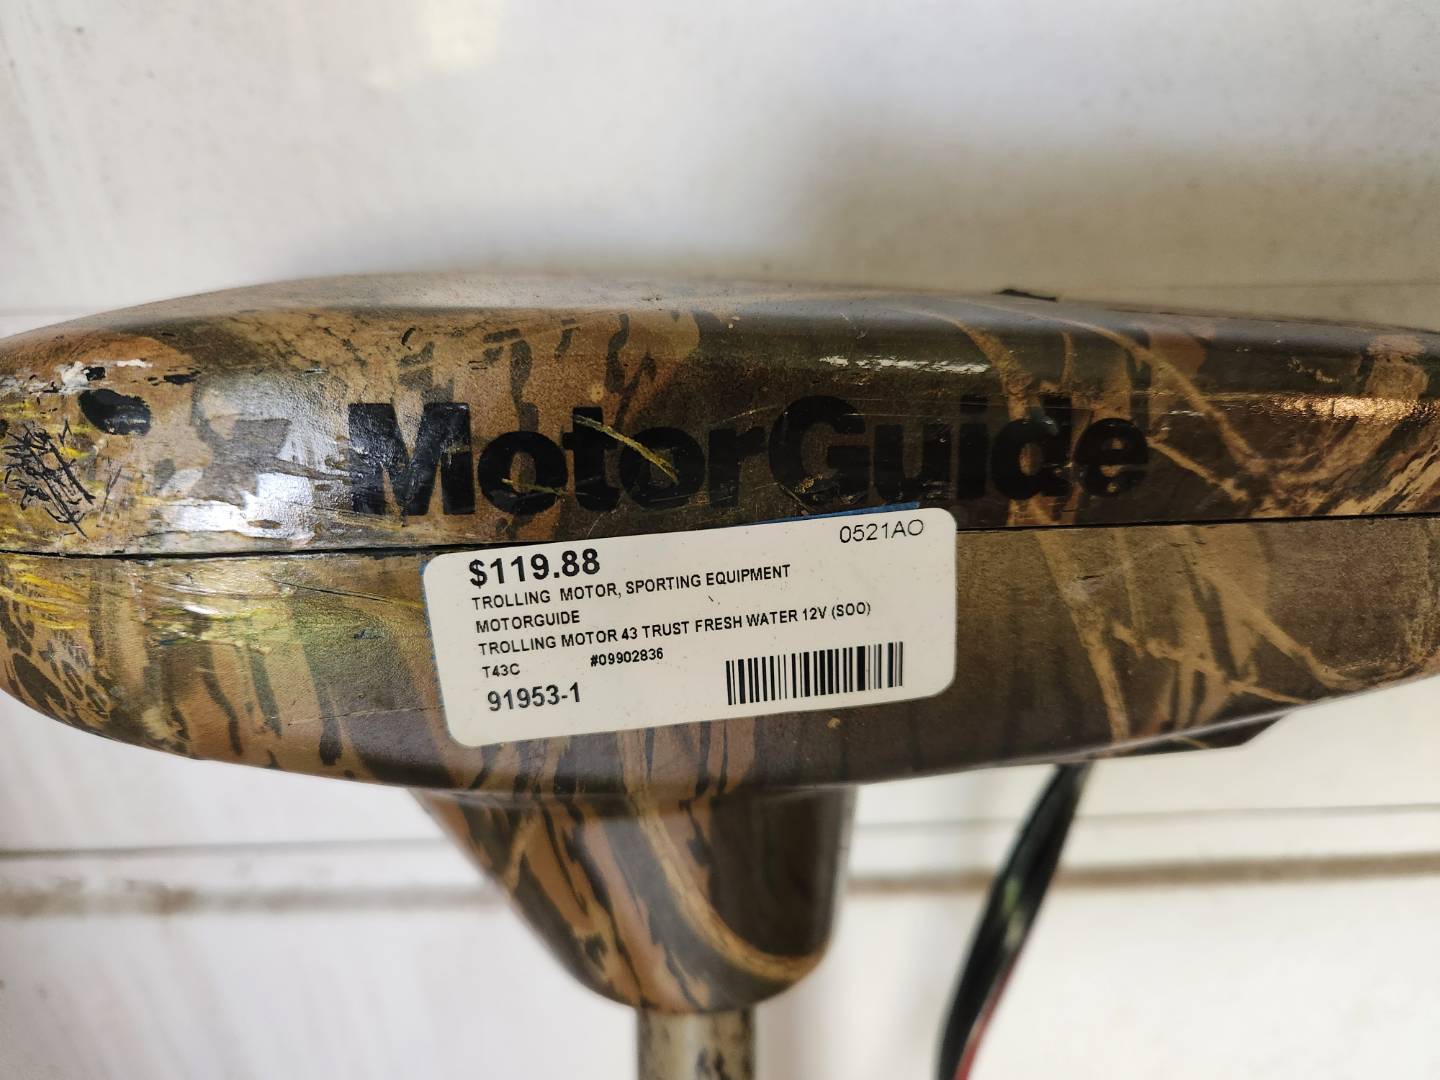 MotorGuide
$119.88 0521AO
TROLLING MOTOR, SPORTING EQUIPMENT
MOTORGUIDE
TROLLING MOTOR 43 TRUST FRESH WATER 12V (SOO)
T43C #09902836
91953-1